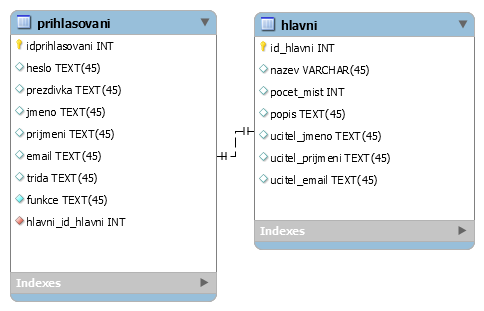 prihlasovani
idprihlasovani INT
heslo TEXT(45)
prezdivka TEXT(45)
jmeno TEXT(45)
prijmeni TEXT(45)
email TEXT(45)
trida TEXT(45)
funkce TEXT(45)
hlavni_id_hlavni INT
Indexes
hlavni
id_hlavni INT
nazev VARCHAR(45)
pocet_mist INT
popis TEXT(45)
ucitel_jmeno TEXT(45)
ucitel_prijmeni TEXT(45)
ucitel_email TEXT(45)
Indexes